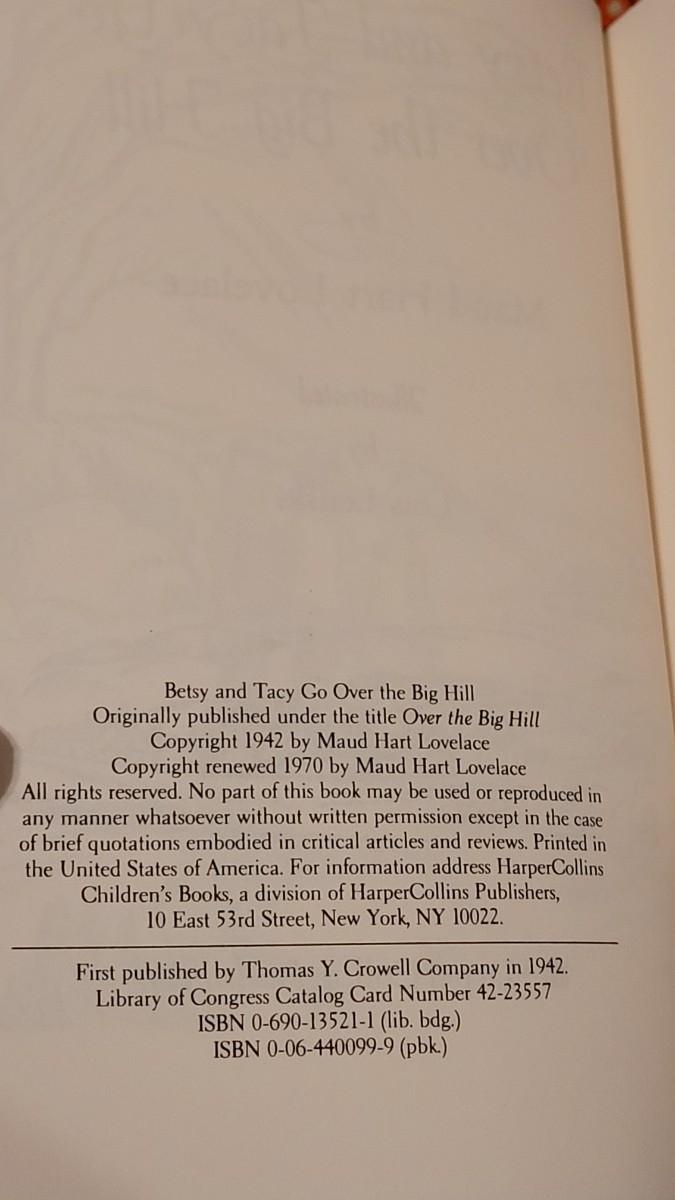 Betsy and Tacy Go Over the Big Hill
Originally published under the title Over the Big Hill
Copyright 1942 by Maud Hart Lovelace
Copyright renewed 1970 by Maud Hart Lovelace
All rights reserved. No part of this book may be used or reproduced in
any manner whatsoever without written permission except in the case
of brief quotations embodied in critical articles and reviews. Printed in
the United States of America. For information address HarperCollins
Children's Books, a division of HarperCollins Publishers,
10 East 53rd Street, New York, NY 10022.
First published by Thomas Y. Crowell Company in 1942.
Library of Congress Catalog Card Number 42-23557
ISBN 0-690-13521-1 (lib. bdg.)
ISBN 0-06-440099-9 (pbk.)